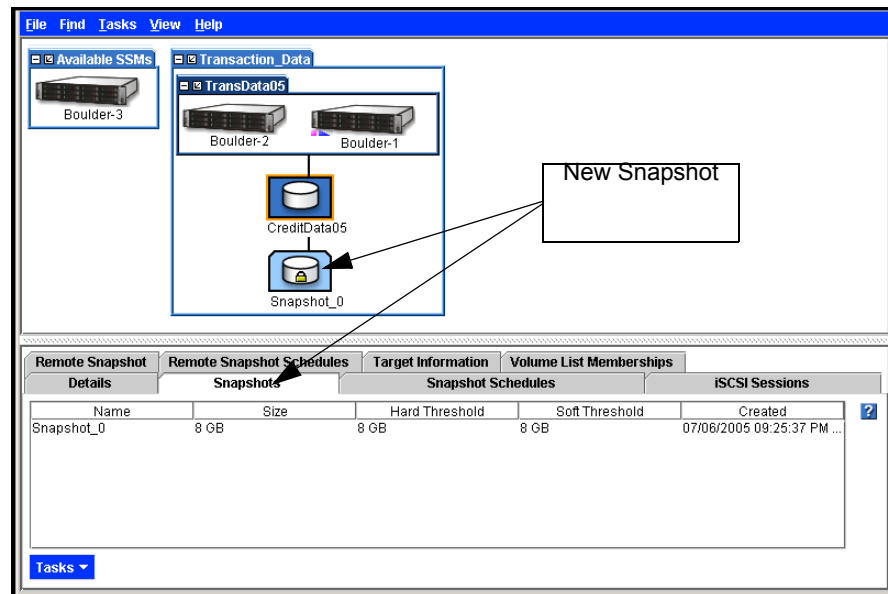 File Find Tasks View Help
Available SSMs
Boulder-3
Transaction_Data
TransData05
Boulder-2
Boulder-1
CreditData05
Snapshot_0
New Snapshot
Remote Snapshot Remote Snapshot Schedules Target Information Volume List Memberships
Details Snapshots Snapshot Schedules iSCSI Sessions
Name Size Hard Threshold Soft Threshold Created
Snapshot_0 8 GB 8 GB 8 GB 07/06/2005 09:25:37 PM ...
?
Tasks